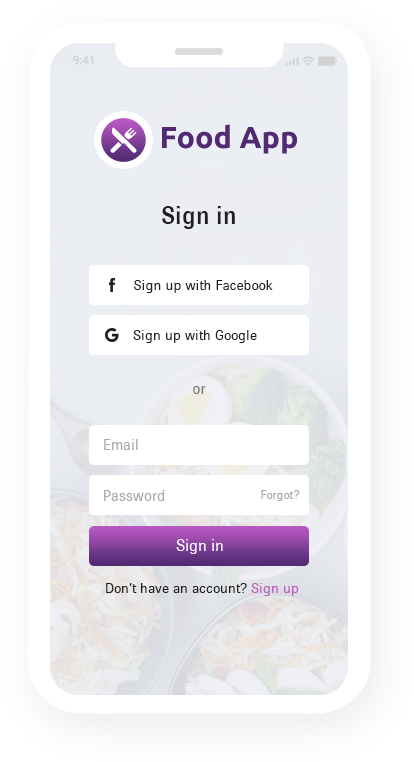 9:41
Food App
Sign in
Sign up with Facebook
Sign up with Google
or
Email
Password Forgot?
Sign in
Don't have an account? Sign up